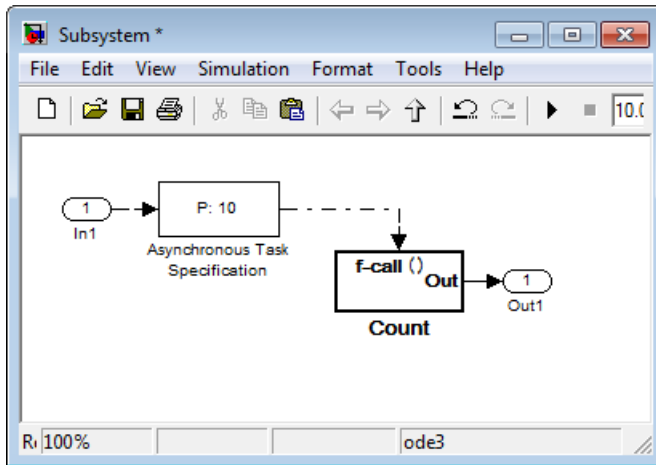 Subsystem *
File Edit View Simulation Format Tools Help
10.0
1
In1
P: 10
Asynchronous Task
Specification
f-call ()
Out
Count
1
Out1
100%
ode3